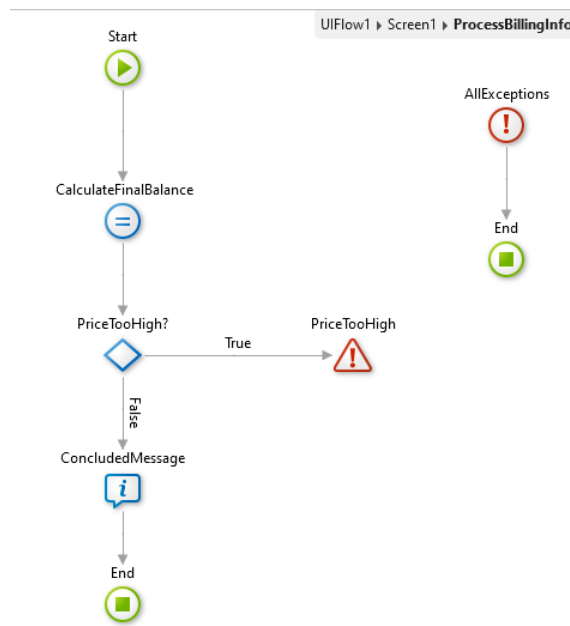 UIFlow1 ▸ Screen1 ▸ ProcessBillingInfo
Start
AllExceptions
CalculateFinalBalance
End
PriceTooHigh?
True
PriceTooHigh
False
ConcludedMessage
End